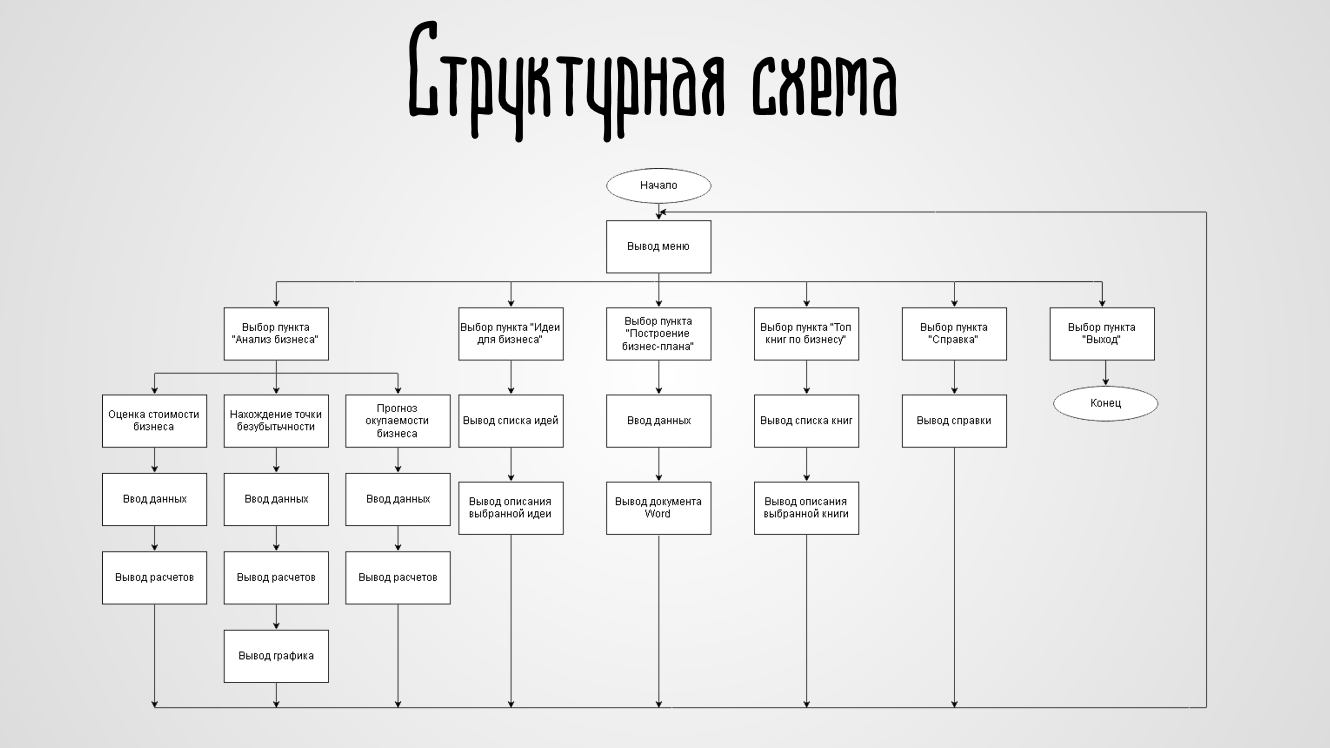 Структурная схема
Начало
Вывод меню
Выбор пункта
"Анализ бизнеса"
Выбор пункта "Идеи
для бизнеса"
Выбор пункта
"Построение
бизнес-плана"
Выбор пункта "Топ
книг по бизнесу"
Выбор пункта
"Справка"
Выбор пункта
"Выход"
Оценка стоимости
бизнеса
Нахождение точки
безубытычности
Прогноз
окупаемости
бизнеса
Вывод списка идей
Ввод данных
Вывод списка книг
Вывод справки
Конец
Ввод данных
Ввод данных
Ввод данных
Вывод описания
выбранной идеи
Вывод документа
Word
Вывод описания
выбранной книги
Вывод расчетов
Вывод расчетов
Вывод расчетов
Вывод графика